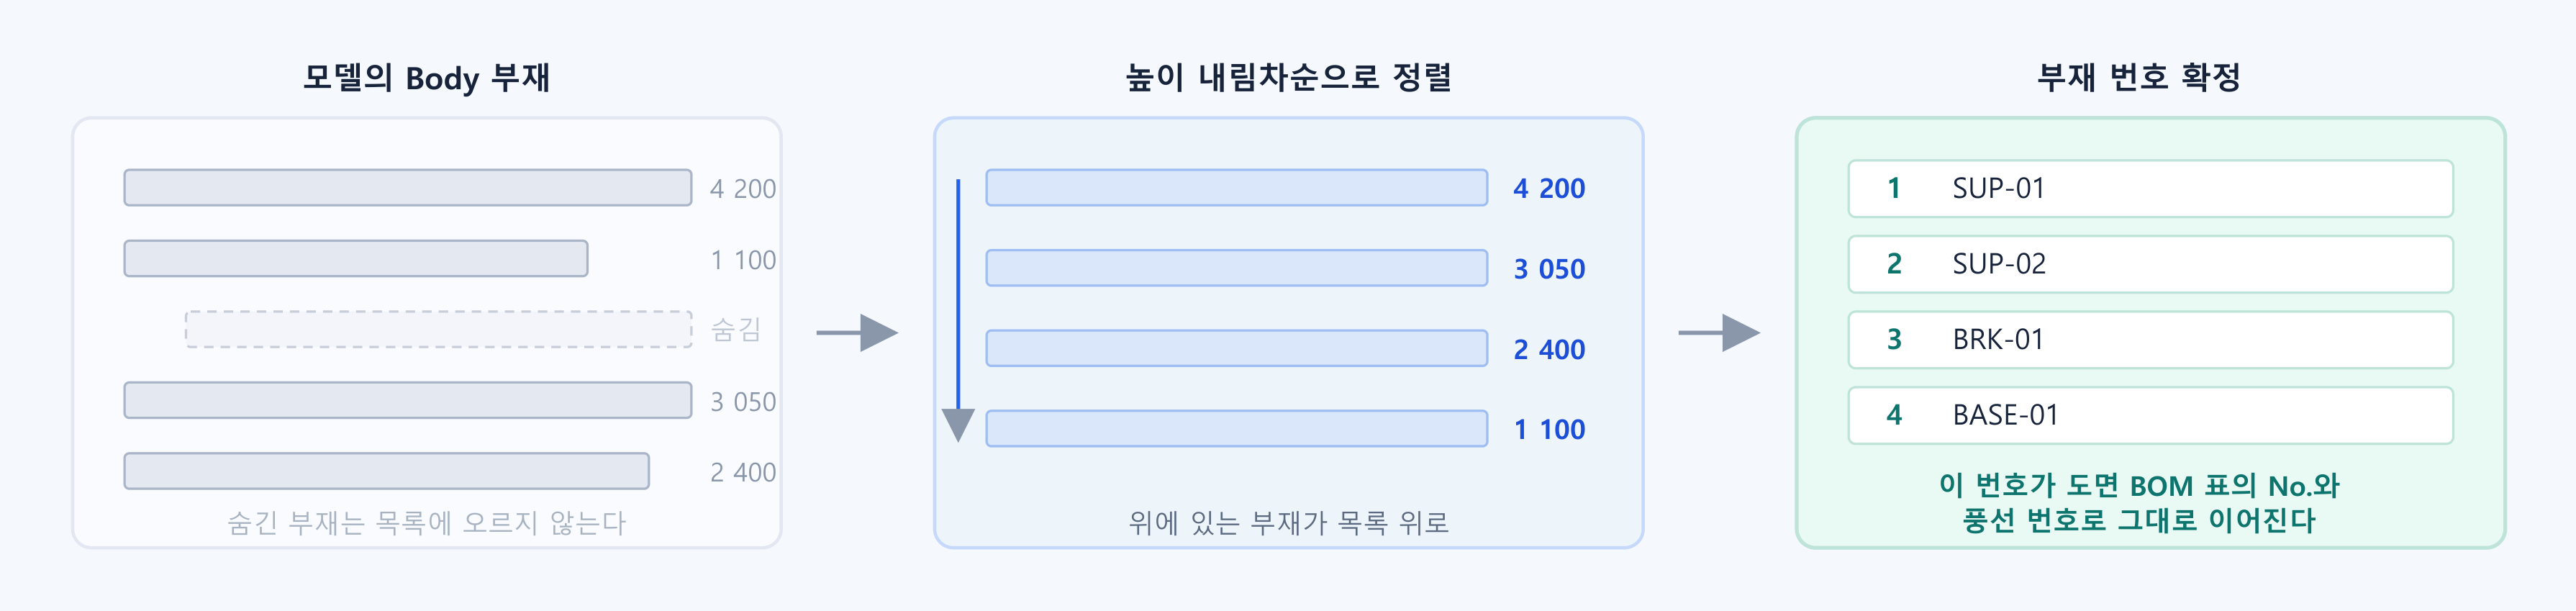 모델의 Body 부재
4 200
1 100
숨김
3 050
2 400
숨긴 부재는 목록에 오르지 않는다
높이 내림차순으로 정렬
4 200
3 050
2 400
1 100
위에 있는 부재가 목록 위로
부재 번호 확정
1 SUP-01
2 SUP-02
3 BRK-01
4 BASE-01
이 번호가 도면 BOM 표의 No.와
풍선 번호로 그대로 이어진다